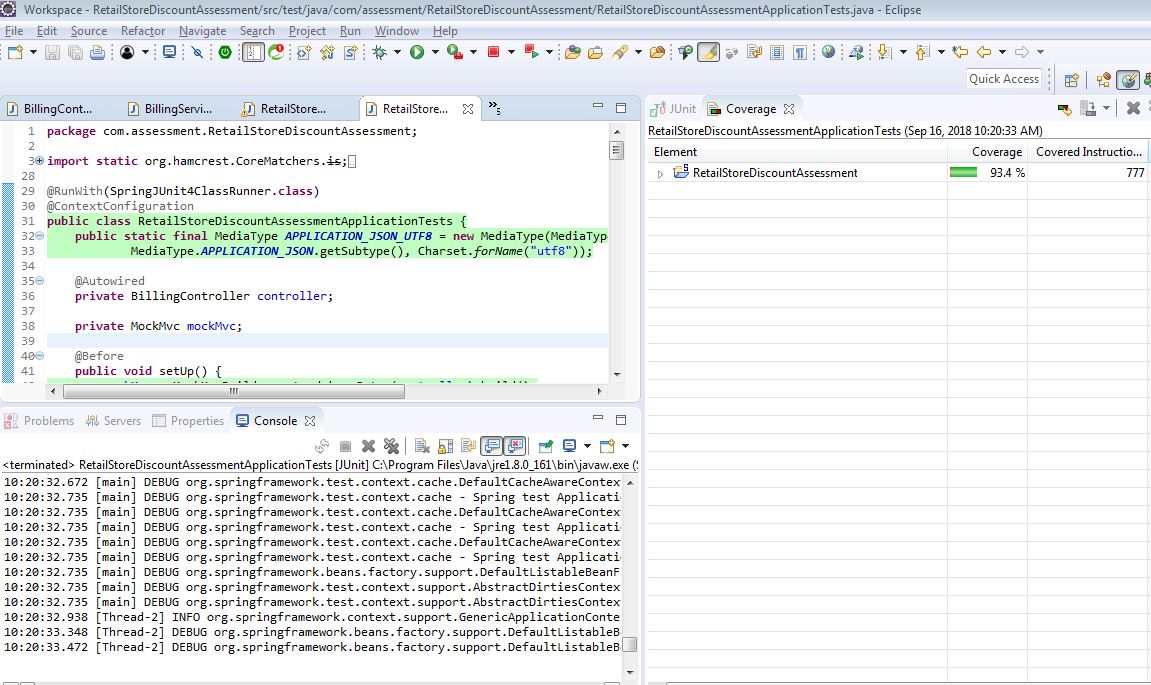 Workspace - RetailStoreDiscountAssessment/src/test/java/com/assessment/RetailStoreDiscountAssessment/RetailStoreDiscountAssessmentApplicationTests.java - Eclipse
File Edit Source Refactor Navigate Search Project Run Window Help
Quick Access
BillingCont... BillingServi... RetailStore... RetailStore... »5
1 package com.assessment.RetailStoreDiscountAssessment;
2
3 import static org.hamcrest.CoreMatchers.is;
28
29 @RunWith(SpringJUnit4ClassRunner.class)
30 @ContextConfiguration
31 public class RetailStoreDiscountAssessmentApplicationTests {
32 public static final MediaType APPLICATION_JSON_UTF8 = new MediaType(MediaTyp
33 MediaType.APPLICATION_JSON.getSubtype(), Charset.forName("utf8"));
34
35 @Autowired
36 private BillingController controller;
37
38 private MockMvc mockMvc;
39
40 @Before
41 public void setUp() {
JUnit Coverage
RetailStoreDiscountAssessmentApplicationTests (Sep 16, 2018 10:20:33 AM)
Element Coverage Covered Instructio...
RetailStoreDiscountAssessment 93.4 % 777
Problems Servers Properties Console
<terminated> RetailStoreDiscountAssessmentApplicationTests [JUnit] C:\Program Files\Java\jre1.8.0_161\bin\javaw.exe (S
10:20:32.672 [main] DEBUG org.springframework.test.context.cache.DefaultCacheAwareContex
10:20:32.735 [main] DEBUG org.springframework.test.context.cache - Spring test Applicati
10:20:32.735 [main] DEBUG org.springframework.test.context.cache.DefaultCacheAwareContex
10:20:32.735 [main] DEBUG org.springframework.test.context.cache - Spring test Applicati
10:20:32.735 [main] DEBUG org.springframework.test.context.cache.DefaultCacheAwareContex
10:20:32.735 [main] DEBUG org.springframework.test.context.cache - Spring test Applicati
10:20:32.735 [main] DEBUG org.springframework.beans.factory.support.DefaultListableBeanF
10:20:32.735 [main] DEBUG org.springframework.test.context.support.AbstractDirtiesContex
10:20:32.735 [main] DEBUG org.springframework.test.context.support.AbstractDirtiesContex
10:20:32.938 [Thread-2] INFO org.springframework.context.support.GenericApplicationConte
10:20:33.348 [Thread-2] DEBUG org.springframework.beans.factory.support.DefaultListableB
10:20:33.472 [Thread-2] DEBUG org.springframework.beans.factory.support.DefaultListableB